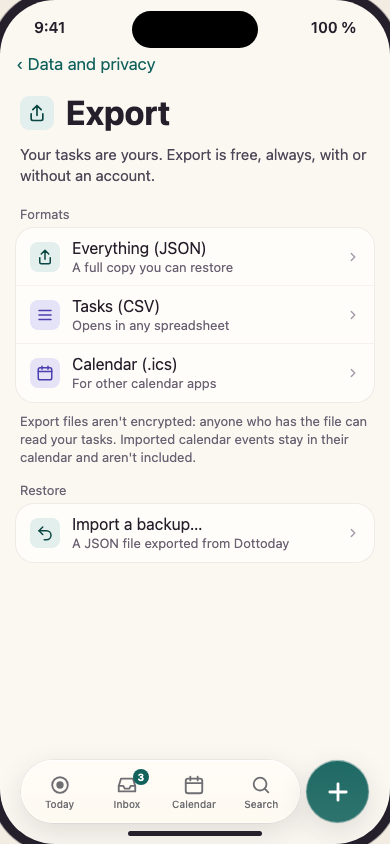 9:41
100 %
‹ Data and privacy
Export
Your tasks are yours. Export is free, always, with or
without an account.
Formats
Everything (JSON)
A full copy you can restore
Tasks (CSV)
Opens in any spreadsheet
Calendar (.ics)
For other calendar apps
Export files aren't encrypted: anyone who has the file can
read your tasks. Imported calendar events stay in their
calendar and aren't included.
Restore
Import a backup...
A JSON file exported from Dottoday
3
Today
Inbox
Calendar
Search